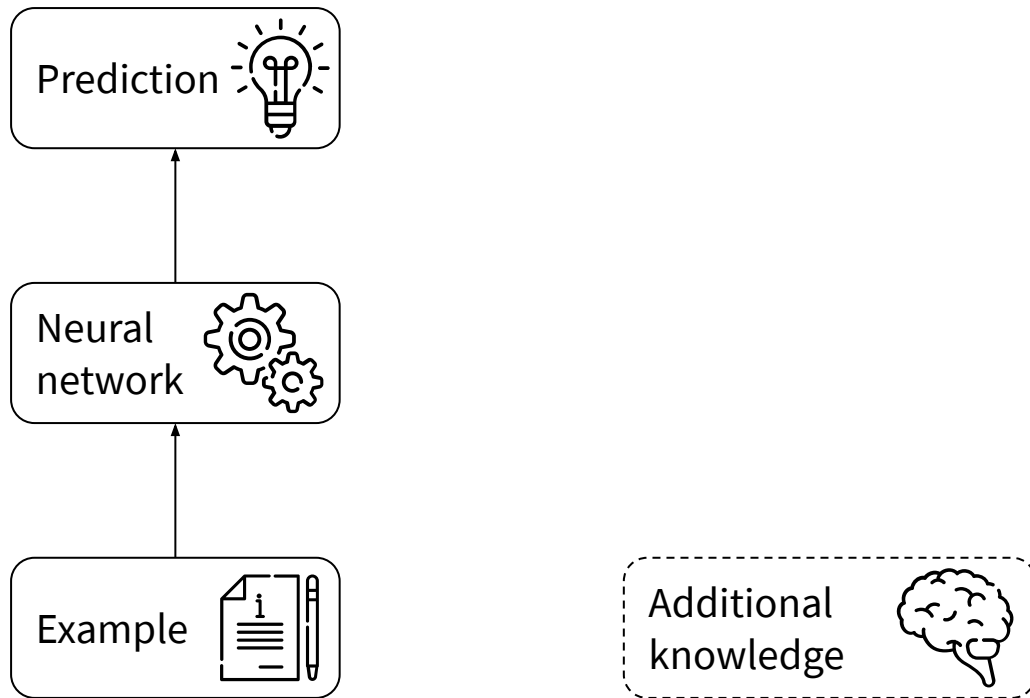 Prediction
Neural
network
Example
i
Additional
knowledge